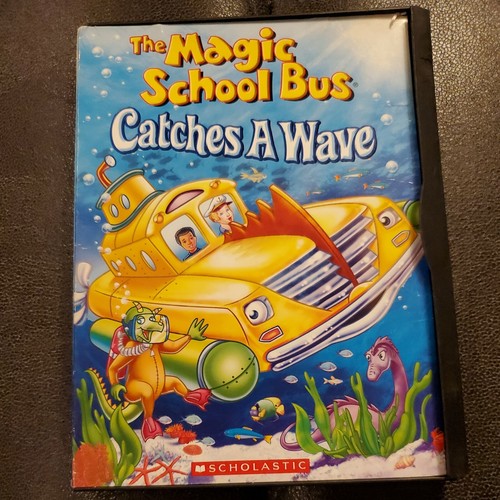 The Magic
School Bus
Catches A Wave
SCHOLASTIC